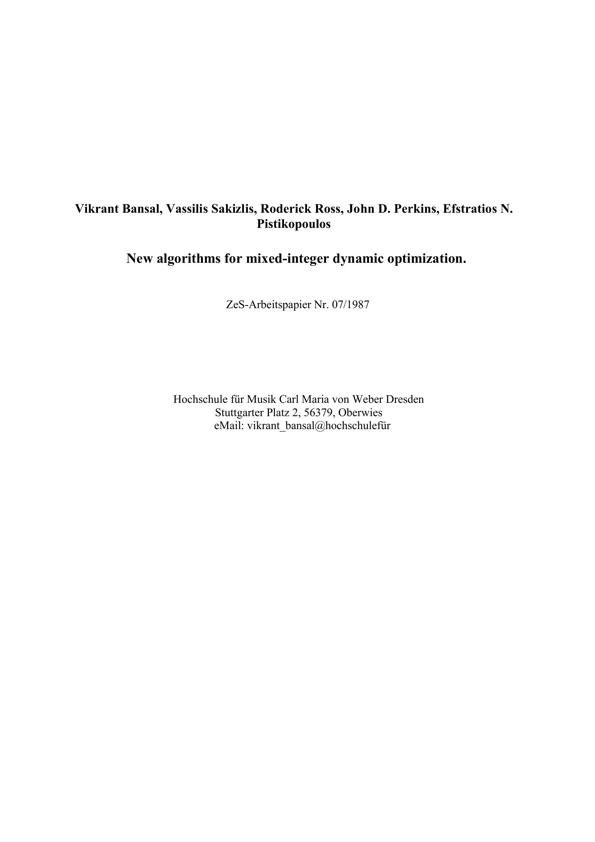 Vikrant Bansal, Vassilis Sakizlis, Roderick Ross, John D. Perkins, Efstratios N.
Pistikopoulos
New algorithms for mixed-integer dynamic optimization.
ZeS-Arbeitspapier Nr. 07/1987
Hochschule für Musik Carl Maria von Weber Dresden
Stuttgarter Platz 2, 56379, Oberwies
eMail: vikrant_bansal@hochschulefür